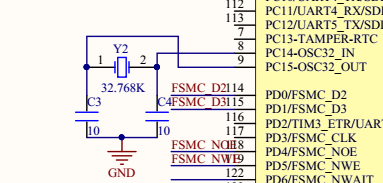 112 PC11/UART4_RX/SDI
113 PC12/UART5_TX/SDI
7 PC13-TAMPER-RTC
8 PC14-OSC32_IN
9 PC15-OSC32_OUT
Y2
1 2
32.768K
FSMC_D2 114 PD0/FSMC_D2
C3 C4 FSMC_D3 115 PD1/FSMC_D3
116 PD2/TIM3_ETR/UAR
10 10 117 PD3/FSMC_CLK
FSMC_NOE 118 PD4/FSMC_NOE
FSMC_NWE 119 PD5/FSMC_NWE
GND 122 PD6/FSMC_NWAIT